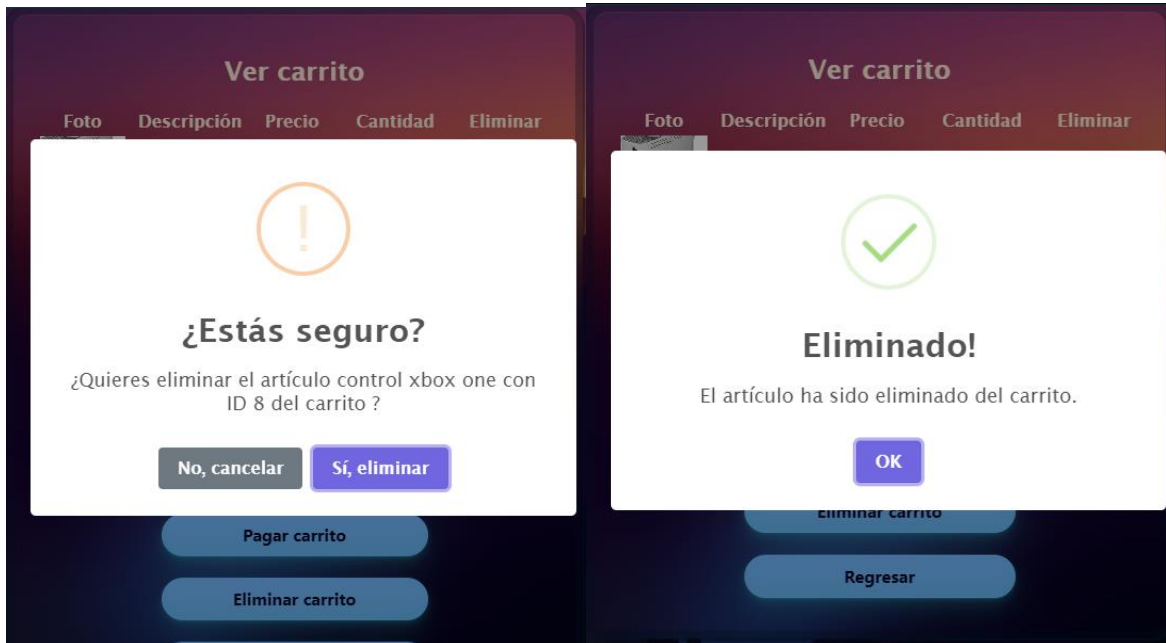 Ver carrito
Foto Descripción Precio Cantidad Eliminar
¿Estás seguro?
¿Quieres eliminar el artículo control xbox one con
ID 8 del carrito ?
No, cancelar Sí, eliminar
Pagar carrito
Eliminar carrito
Ver carrito
Foto Descripción Precio Cantidad Eliminar
Eliminado!
El artículo ha sido eliminado del carrito.
OK
Eliminar carrito
Regresar